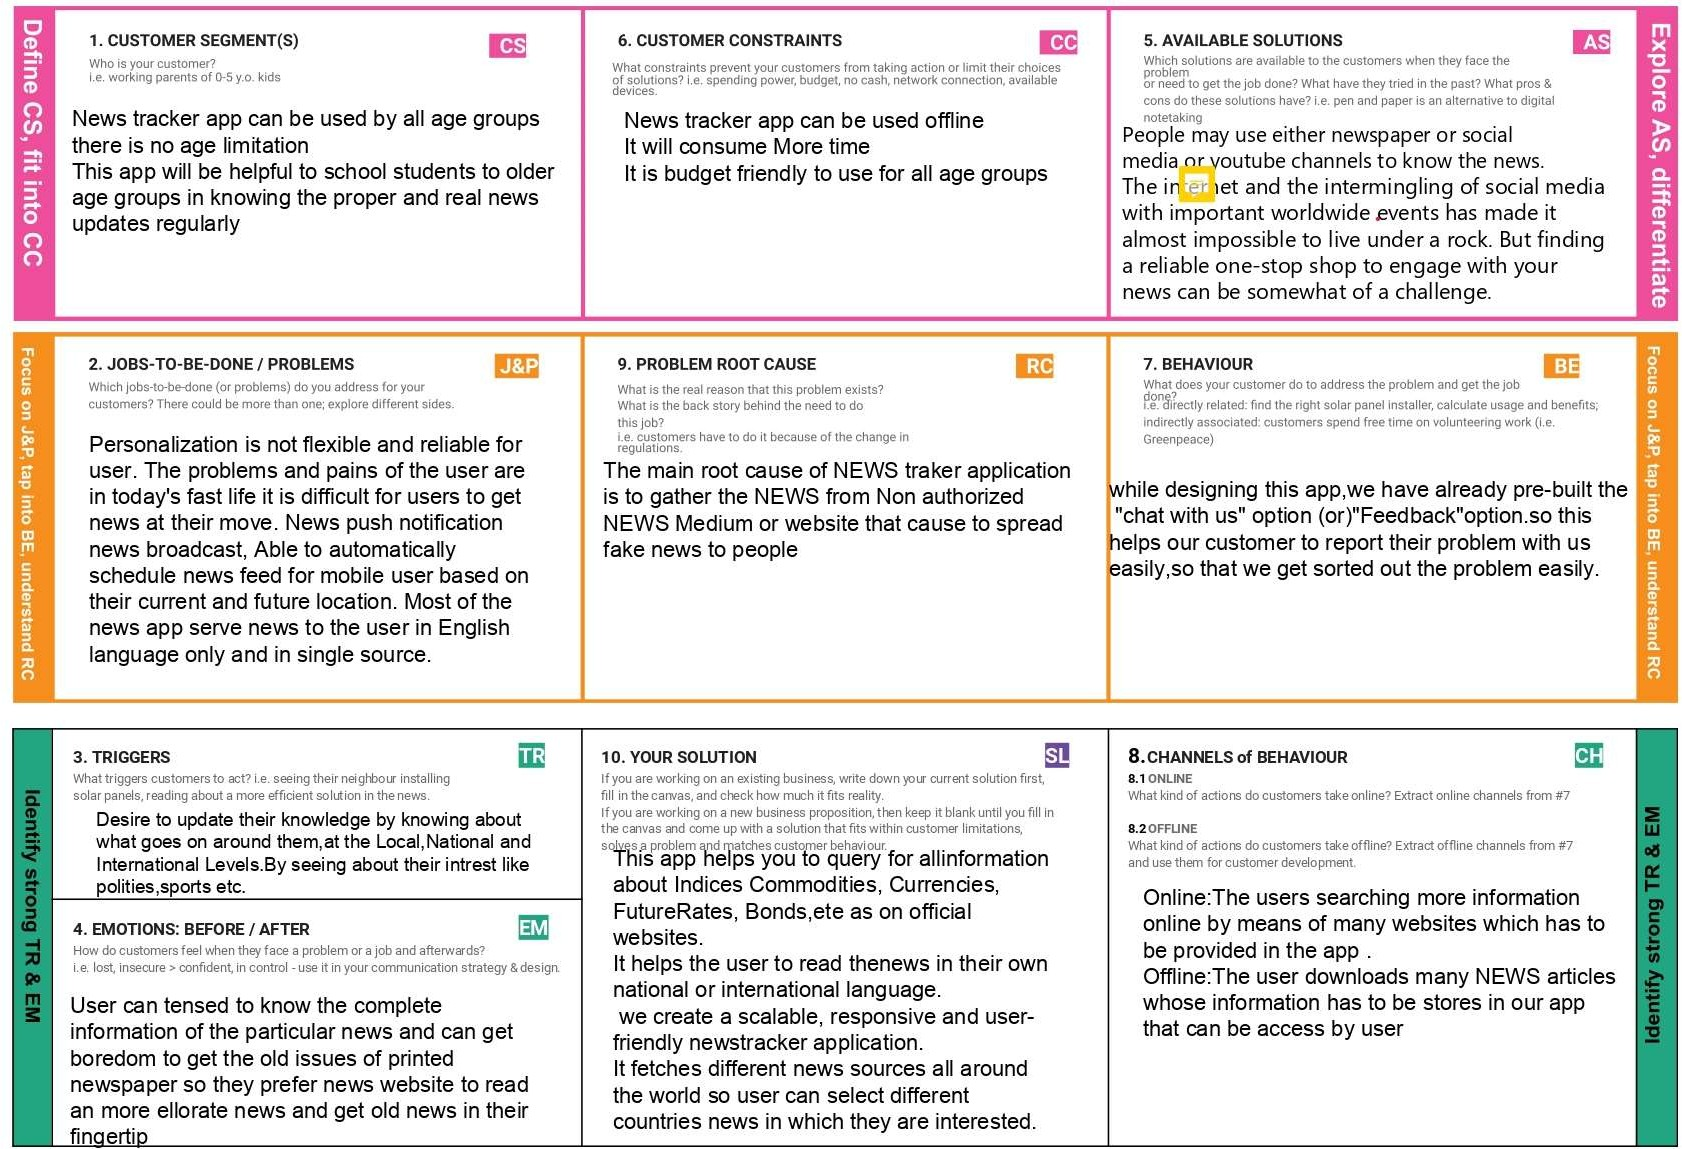 Define CS, fit into CC
1. CUSTOMER SEGMENT(S)
CS
Who is your customer?
i.e. working parents of 0-5 y.o. kids
News tracker app can be used by all age groups
there is no age limitation
This app will be helpful to school students to older
age groups in knowing the proper and real news
updates regularly
6. CUSTOMER CONSTRAINTS
CC
What constraints prevent your customers from taking action or limit their choices
of solutions? i.e. spending power, budget, no cash, network connection, available
devices.
News tracker app can be used offline
It will consume More time
It is budget friendly to use for all age groups
5. AVAILABLE SOLUTIONS
AS
Which solutions are available to the customers when they face the
problem
or need to get the job done? What have they tried in the past? What pros &
cons do these solutions have? i.e. pen and paper is an alternative to digital
notetaking
People may use either newspaper or social
media or youtube channels to know the news.
The internet and the intermingling of social media
with important worldwide events has made it
almost impossible to live under a rock. But finding
a reliable one-stop shop to engage with your
news can be somewhat of a challenge.
Explore AS, differentiate
Focus on J&P, tap into BE, understand RC
2. JOBS-TO-BE-DONE / PROBLEMS
J&P
Which jobs-to-be-done (or problems) do you address for your
customers? There could be more than one; explore different sides.
Personalization is not flexible and reliable for
user. The problems and pains of the user are
in today's fast life it is difficult for users to get
news at their move. News push notification
news broadcast, Able to automatically
schedule news feed for mobile user based on
their current and future location. Most of the
news app serve news to the user in English
language only and in single source.
9. PROBLEM ROOT CAUSE
RC
What is the real reason that this problem exists?
What is the back story behind the need to do
this job?
i.e. customers have to do it because of the change in
regulations.
The main root cause of NEWS traker application
is to gather the NEWS from Non authorized
NEWS Medium or website that cause to spread
fake news to people
7. BEHAVIOUR
BE
What does your customer do to address the problem and get the job
done?
i.e. directly related: find the right solar panel installer, calculate usage and benefits;
indirectly associated: customers spend free time on volunteering work (i.e.
Greenpeace)
while designing this app,we have already pre-built the
"chat with us" option (or)"Feedback"option.so this
helps our customer to report their problem with us
easily,so that we get sorted out the problem easily.
Focus on J&P, tap into BE, understand RC
Identify strong TR & EM
3. TRIGGERS
TR
What triggers customers to act? i.e. seeing their neighbour installing
solar panels, reading about a more efficient solution in the news.
Desire to update their knowledge by knowing about
what goes on around them,at the Local,National and
International Levels.By seeing about their intrest like
polities,sports etc.
4. EMOTIONS: BEFORE / AFTER
EM
How do customers feel when they face a problem or a job and afterwards?
i.e. lost, insecure > confident, in control - use it in your communication strategy & design.
User can tensed to know the complete
information of the particular news and can get
boredom to get the old issues of printed
newspaper so they prefer news website to read
an more ellorate news and get old news in their
fingertip
10. YOUR SOLUTION
SL
If you are working on an existing business, write down your current solution first,
fill in the canvas, and check how much it fits reality.
If you are working on a new business proposition, then keep it blank until you fill in
the canvas and come up with a solution that fits within customer limitations,
solves a problem and matches customer behaviour.
This app helps you to query for allinformation
about Indices Commodities, Currencies,
FutureRates, Bonds,ete as on official
websites.
It helps the user to read thenews in their own
national or international language.
we create a scalable, responsive and user-
friendly newstracker application.
It fetches different news sources all around
the world so user can select different
countries news in which they are interested.
8.CHANNELS of BEHAVIOUR
CH
8.1 ONLINE
What kind of actions do customers take online? Extract online channels from #7
8.2 OFFLINE
What kind of actions do customers take offline? Extract offline channels from #7
and use them for customer development.
Online:The users searching more information
online by means of many websites which has to
be provided in the app .
Offline:The user downloads many NEWS articles
whose information has to be stores in our app
that can be access by user
Identify strong TR & EM